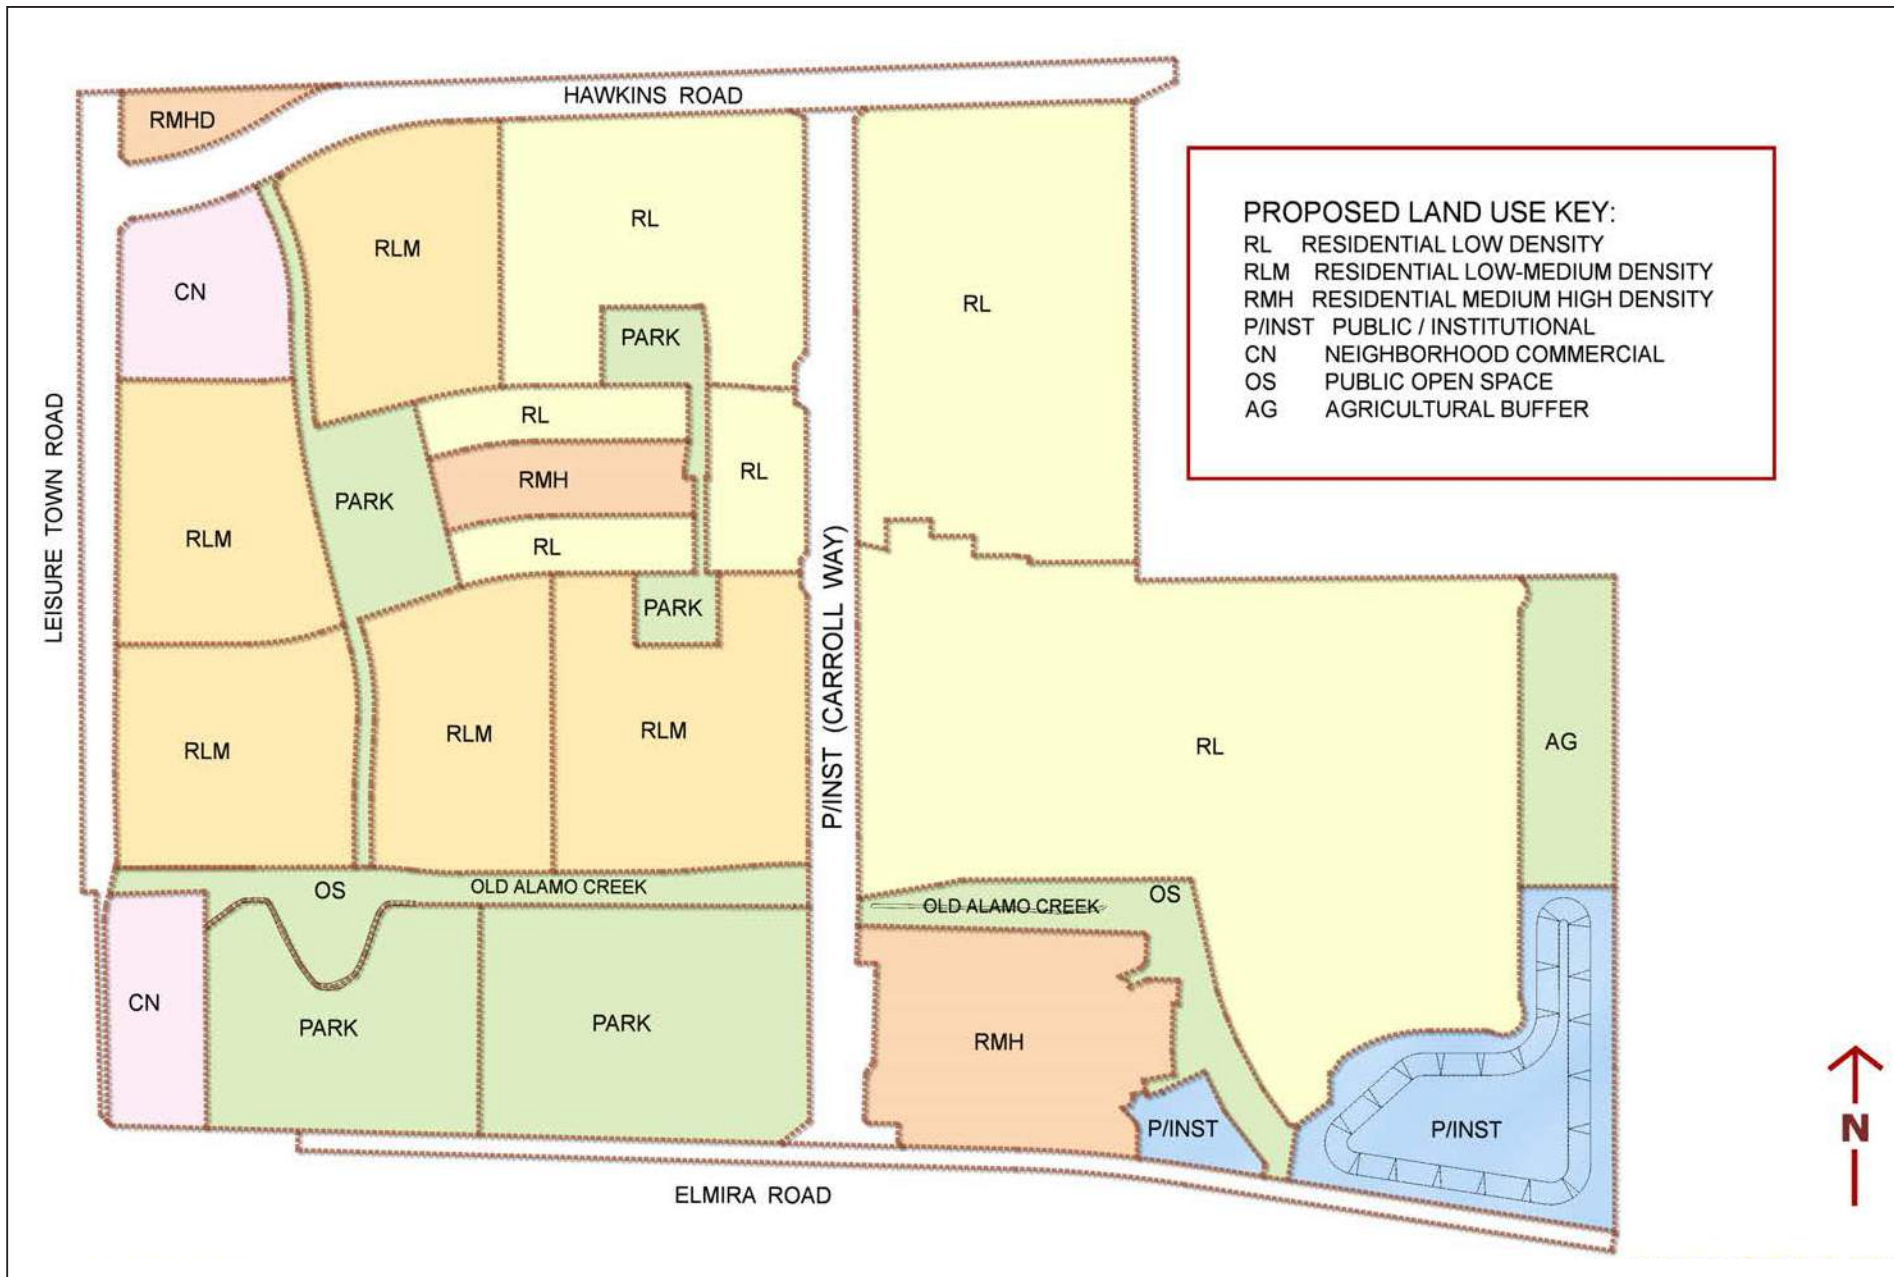 HAWKINS ROAD
RMHD
RL
RLM
CN
RL
PARK
RL
RMH
RL
PARK
RL
RLM
PARK
RLM
RLM
RLM
LEISURE TOWN ROAD
P/INST (CARROLL WAY)
RL
AG
OS
OLD ALAMO CREEK
OS
OLD ALAMO CREEK
CN
PARK
PARK
RMH
P/INST
P/INST
ELMIRA ROAD
PROPOSED LAND USE KEY:
RL RESIDENTIAL LOW DENSITY
RLM RESIDENTIAL LOW-MEDIUM DENSITY
RMH RESIDENTIAL MEDIUM HIGH DENSITY
P/INST PUBLIC / INSTITUTIONAL
CN NEIGHBORHOOD COMMERCIAL
OS PUBLIC OPEN SPACE
AG AGRICULTURAL BUFFER
N